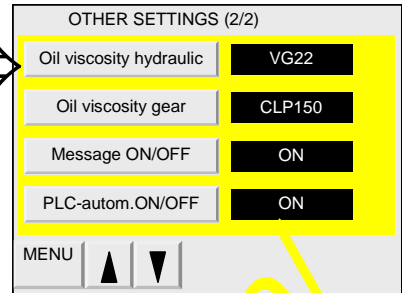 OTHER SETTINGS (2/2)
Oil viscosity hydraulic VG22
Oil viscosity gear CLP150
Message ON/OFF ON
PLC-autom.ON/OFF ON
MENU